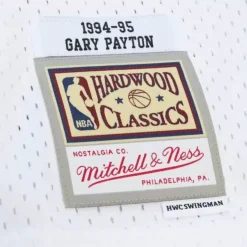 1994-95
GARY PAYTON
HARDWOOD
NBA
CLASSICS
NOSTALGIA CO.
Mitchell & Ness
PHILADELPHIA, PA.
HWC SWINGMAN